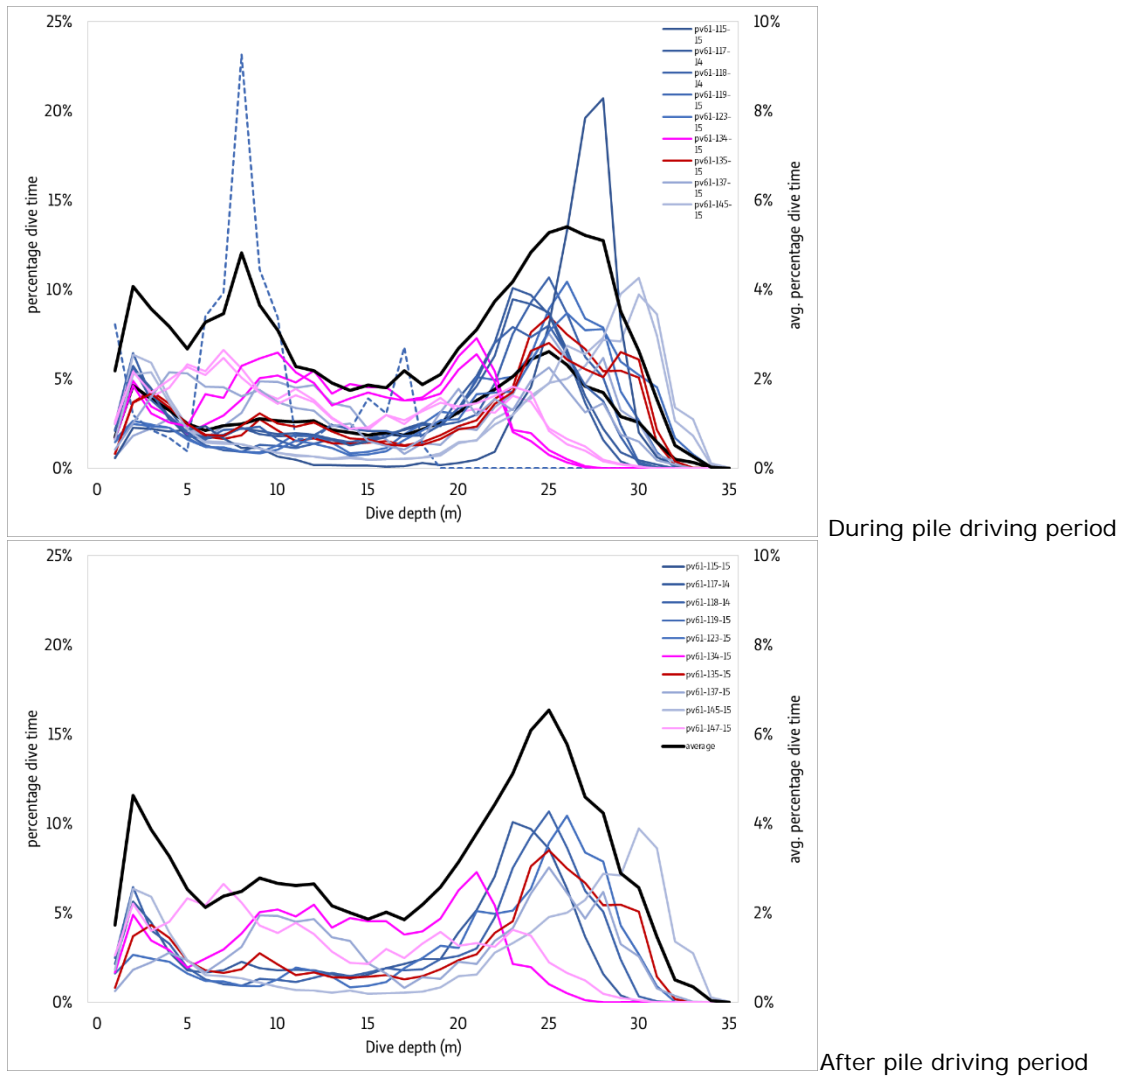 25%
20%
15%
10%
5%
0%
percentage dive time
10%
8%
6%
4%
2%
0%
avg. percentage dive time
pv61-115-
15
pv61-117-
14
pv61-118-
14
pv61-119-
15
pv61-123-
15
pv61-134-
15
pv61-135-
15
pv61-137-
15
pv61-145-
15
0 5 10 15 20 25 30 35
Dive depth (m)
During pile driving period
25%
20%
15%
10%
5%
0%
percentage dive time
10%
8%
6%
4%
2%
0%
avg. percentage dive time
pv61-115-15
pv61-117-14
pv61-118-14
pv61-119-15
pv61-123-15
pv61-134-15
pv61-135-15
pv61-137-15
pv61-145-15
pv61-147-15
average
0 5 10 15 20 25 30 35
Dive depth (m)
After pile driving period